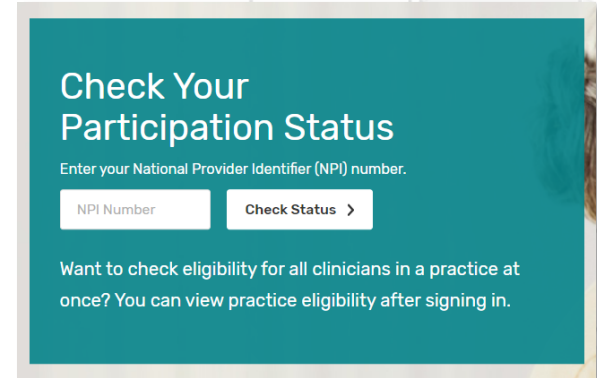 Check Your
Participation Status
Enter your National Provider Identifier (NPI) number.
NPI Number
Check Status
Want to check eligibility for all clinicians in a practice at
once? You can view practice eligibility after signing in.